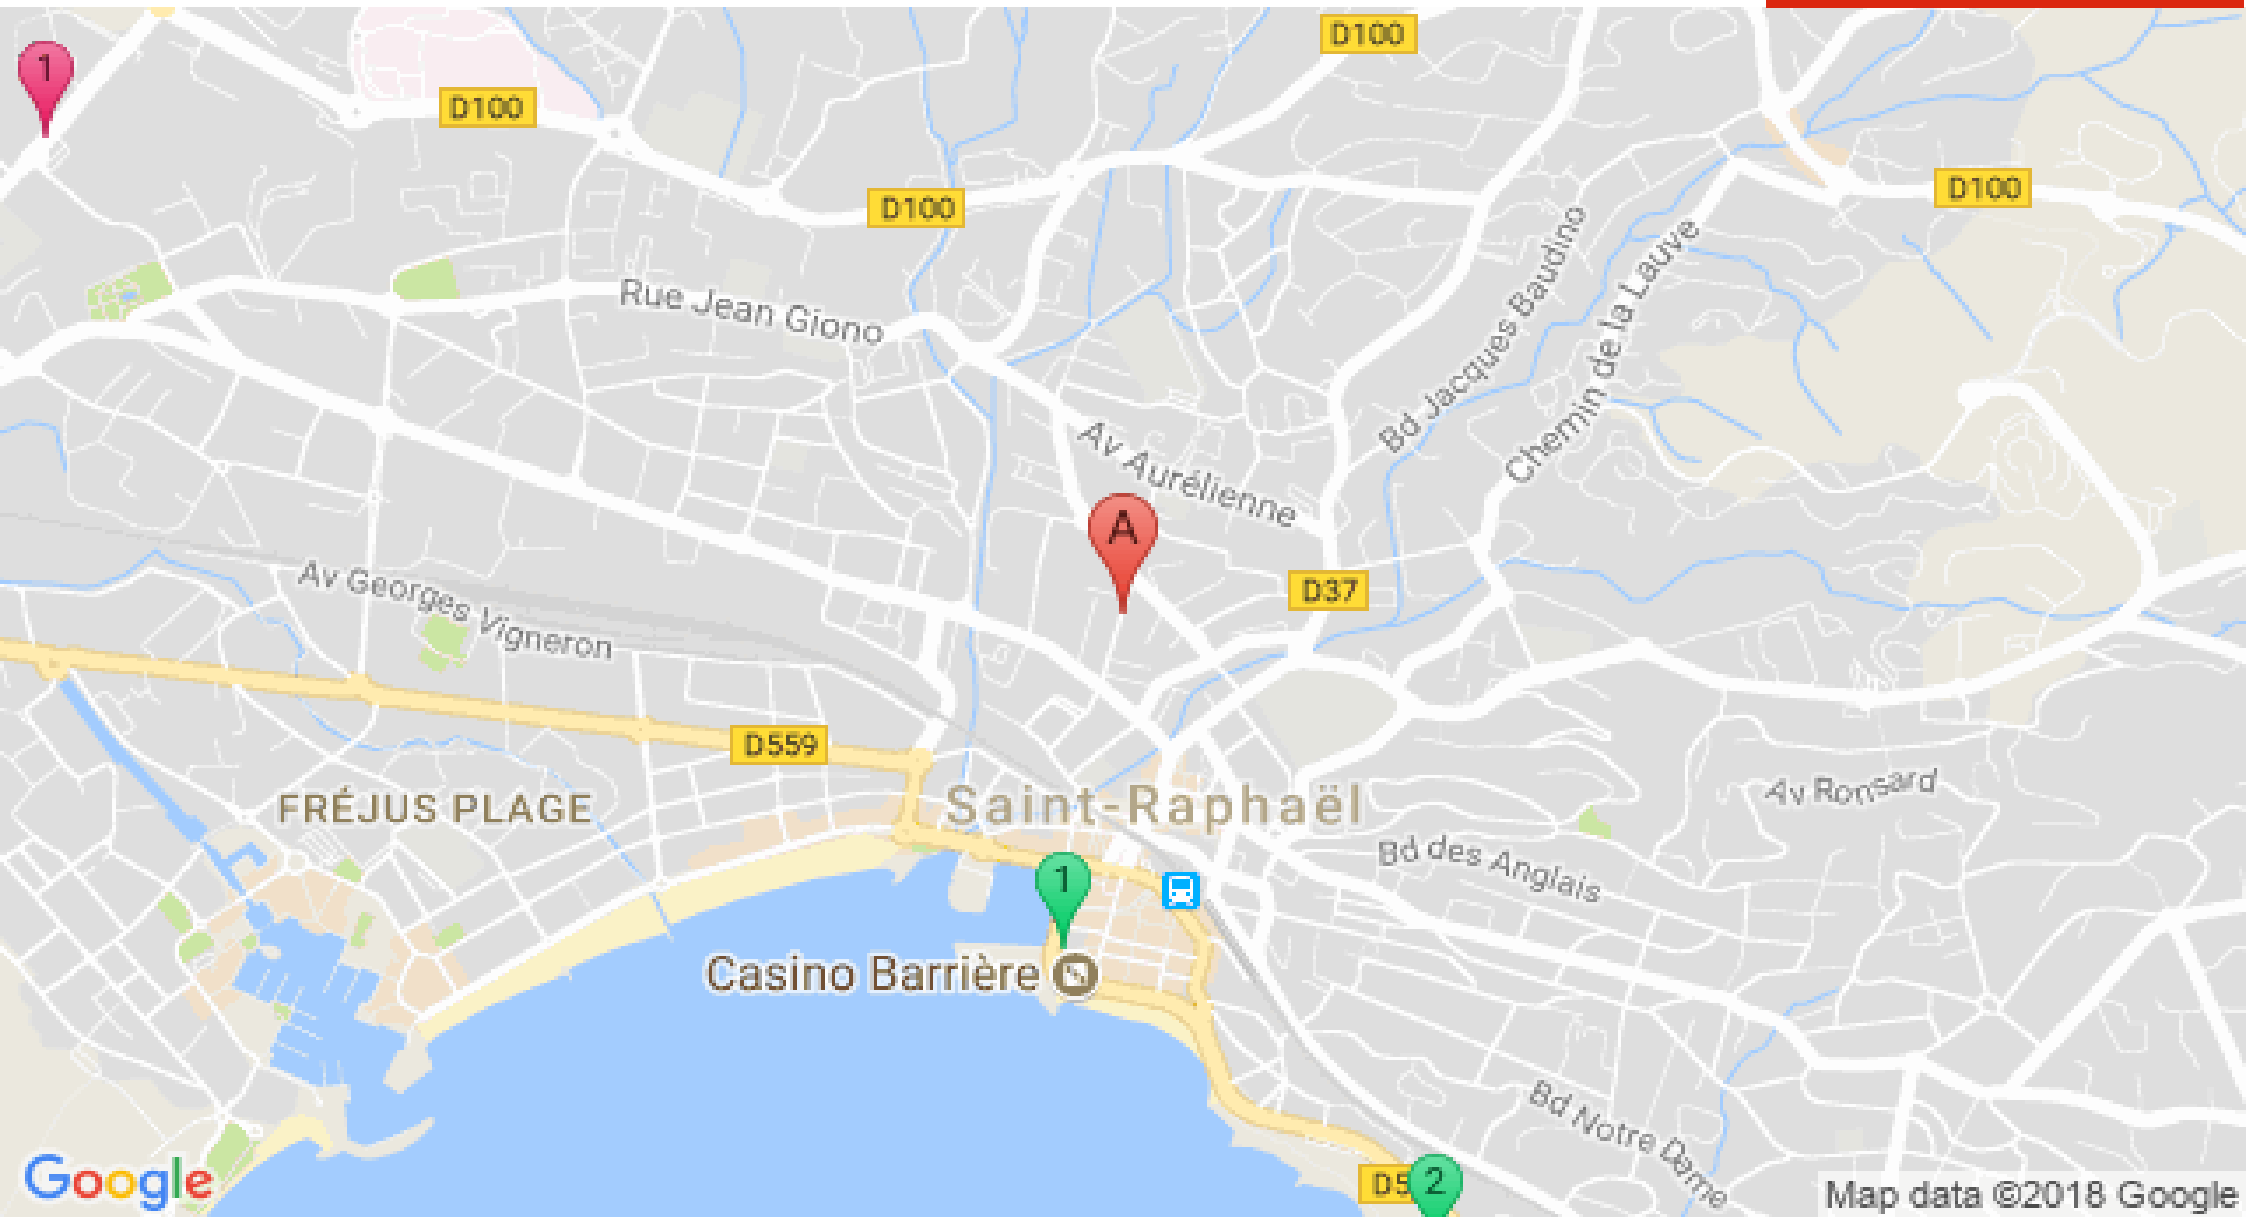 D100
1
D100
D100
D100
Rue Jean Giono
Bd Jacques Baudino
Chemin de la Lauve
Av Aurélienne
A
D37
Av Georges Vigneron
D559
Av Ronsard
FRÉJUS PLAGE
Saint-Raphaël
Bd des Anglais
1
Casino Barrière
Bd Notre Dame
D5
2
Google
Map data ©2018 Google